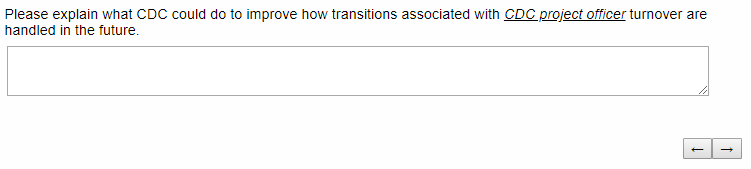 Please explain what CDC could do to improve how transitions associated with CDC project officer turnover are
handled in the future.
← →